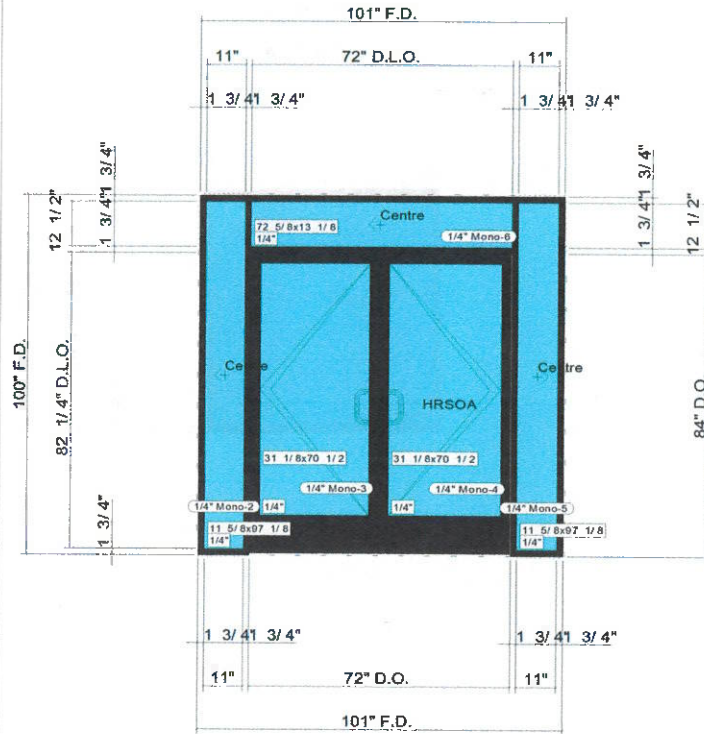 101" F.D.
11" 72" D.L.O. 11"
1 3/4" 1 3/4" 1 3/4" 1 3/4"
1 3/4" 1 3/4"
12 1/2" 12 1/2"
1 3/4" 1 3/4"
Centre
72 5/8x13 1/8
1/4" 1/4" Mono-6
Centre Centre
100" F.D.
82 1/4" D.L.O.
84" D.O.
HRSOA
31 1/8x70 1/2 31 1/8x70 1/2
1/4" Mono-3 1/4" Mono-4
1/4" Mono-2 1/4" 1/4" 1/4" Mono-5
11 5/8x97 1/8 11 5/8x97 1/8
1/4" 1/4"
1 3/4"
1 3/4" 1 3/4" 1 3/4" 1 3/4"
11" 72" D.O. 11"
101" F.D.